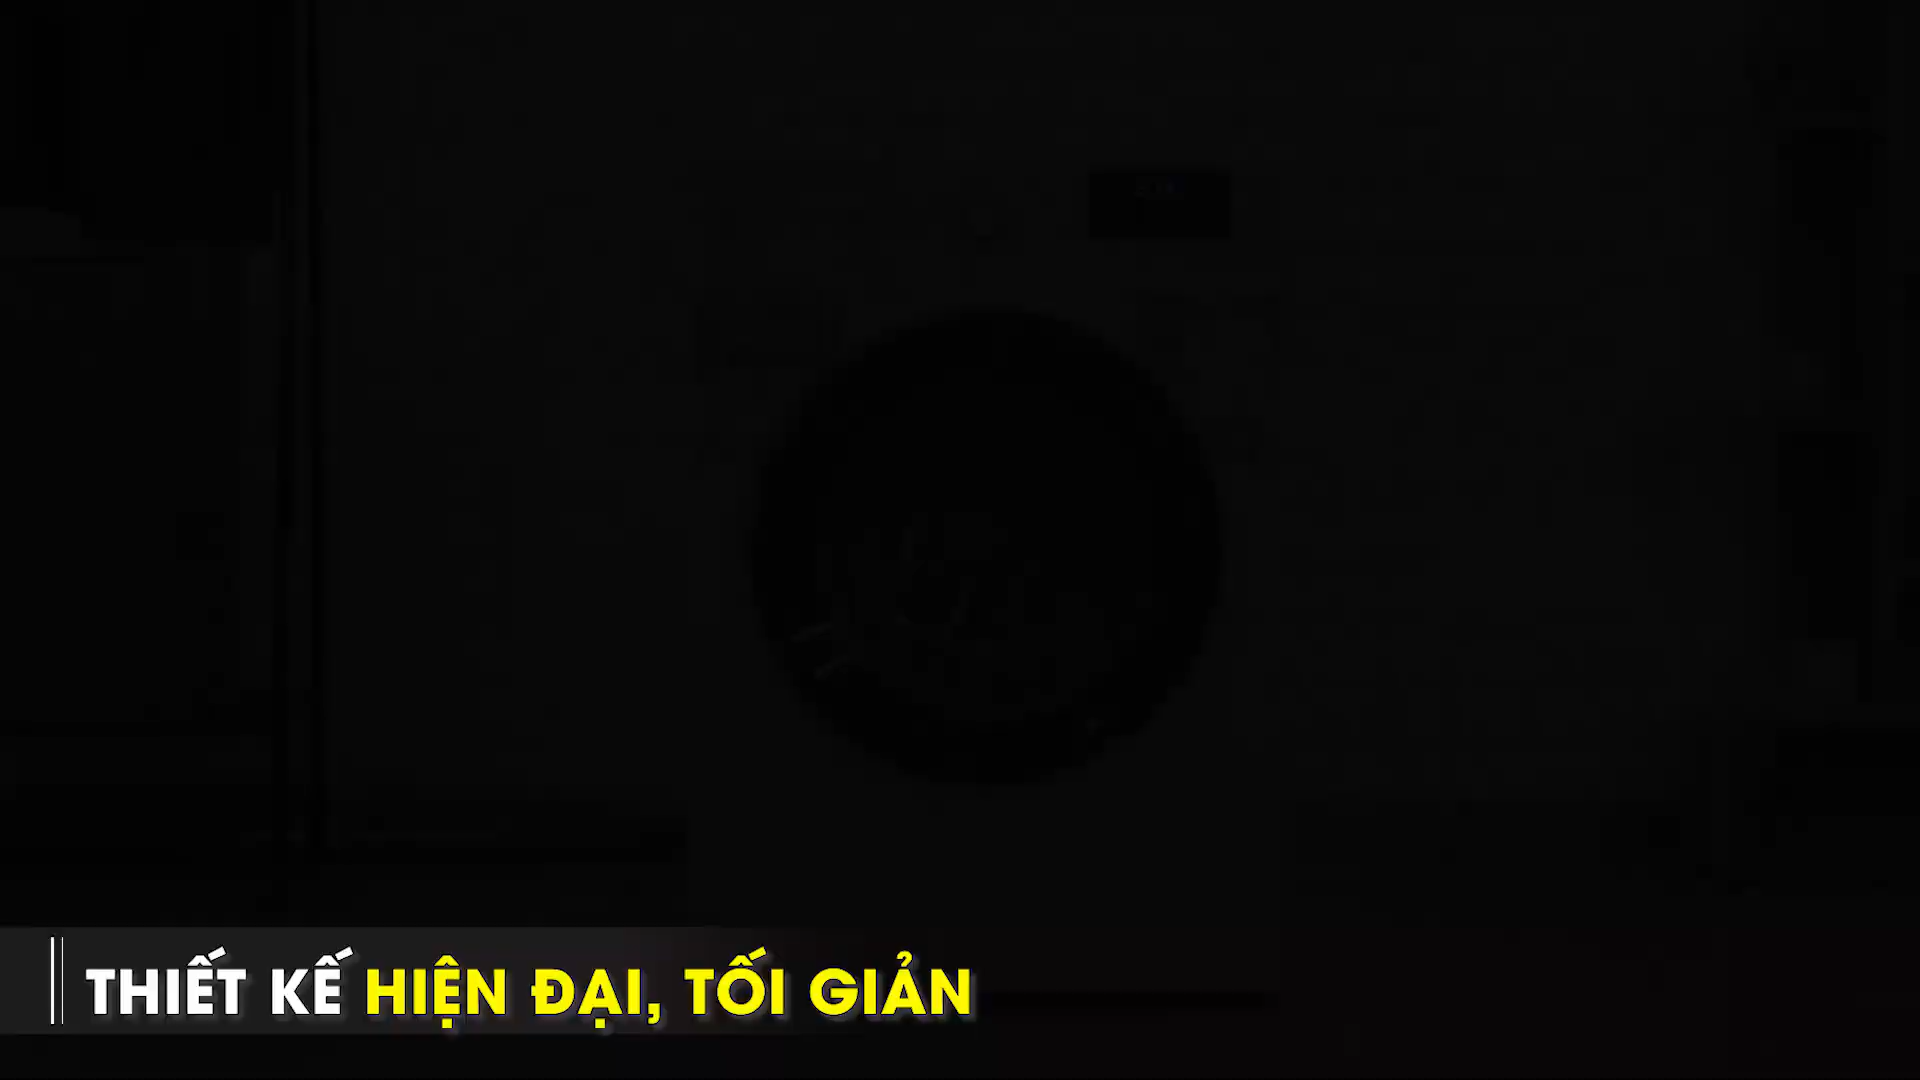 THIẾT KẾ HIỆN ĐẠI, TỐI GIẢN